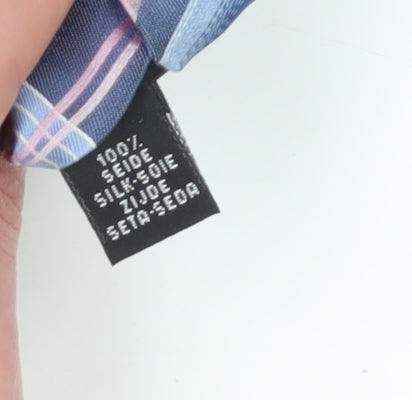 100%
SEIDE
SILK-SOIE
ZIJDE
SETA-SEDA